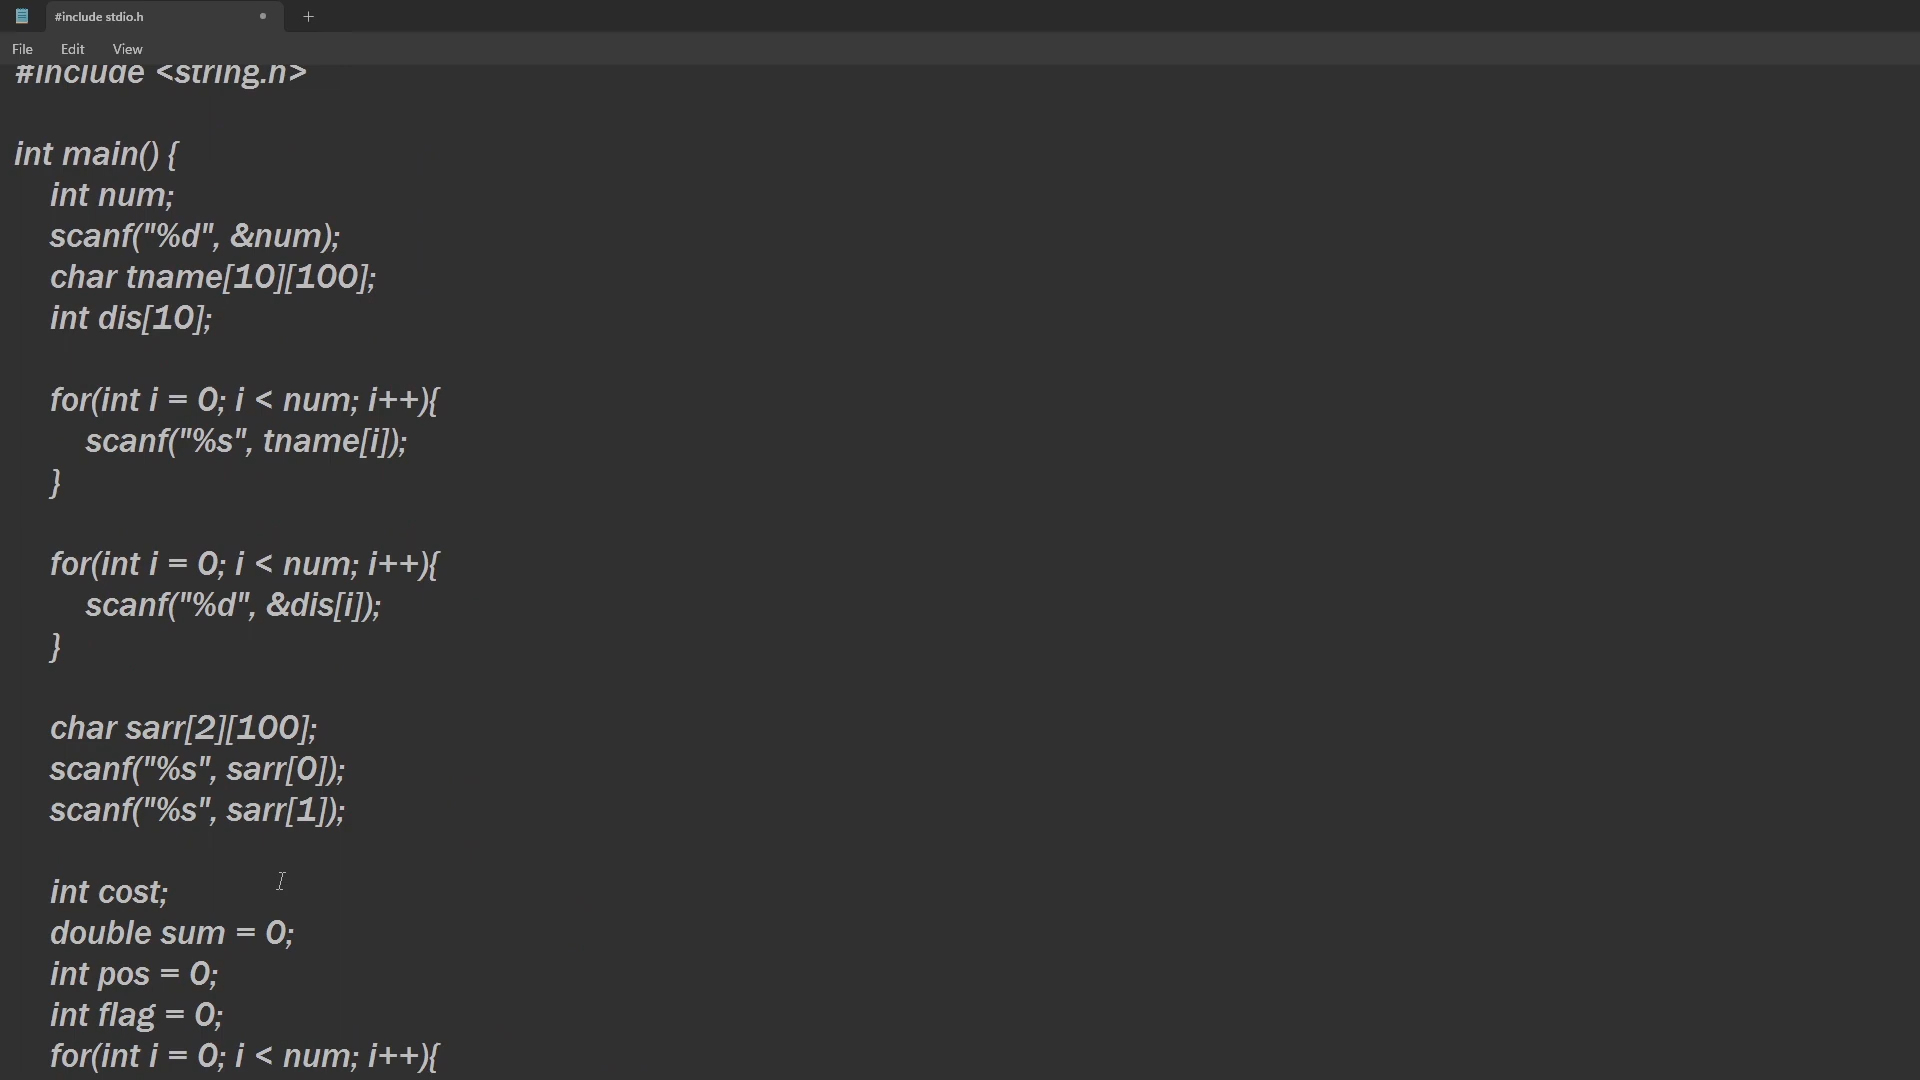 #include stdio.h
File Edit View
#include <string.h>
int main() {
int num;
scanf("%d", &num);
char tname[10][100];
int dis[10];
for(int i = 0; i < num; i++){
scanf("%s", tname[i]);
}
for(int i = 0; i < num; i++){
scanf("%d", &dis[i]);
}
char sarr[2][100];
scanf("%s", sarr[0]);
scanf("%s", sarr[1]);
int cost;
double sum = 0;
int pos = 0;
int flag = 0;
for(int i = 0; i < num; i++){